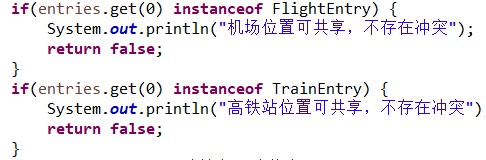 if(entries.get(0) instanceof FlightEntry) {
    System.out.println("机场位置可共享，不存在冲突");
    return false;
}
if(entries.get(0) instanceof TrainEntry) {
    System.out.println("高铁站位置可共享，不存在冲突")
    return false;
}